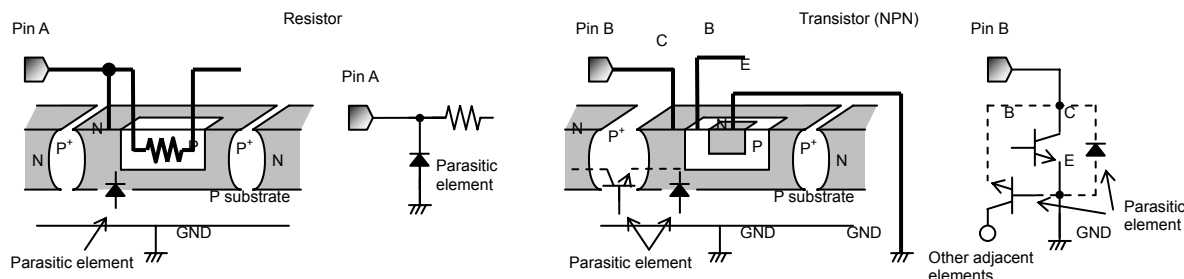 Resistor
Pin A
N
P
N
P+
P+
N
P substrate
Parasitic element
GND
Pin A
Parasitic
element
Transistor (NPN)
Pin B
C
B
E
N
P
N
P+
P+
N
P substrate
Parasitic element
GND
GND
Pin B
B
C
E
Parasitic
element
GND
Other adjacent
elements